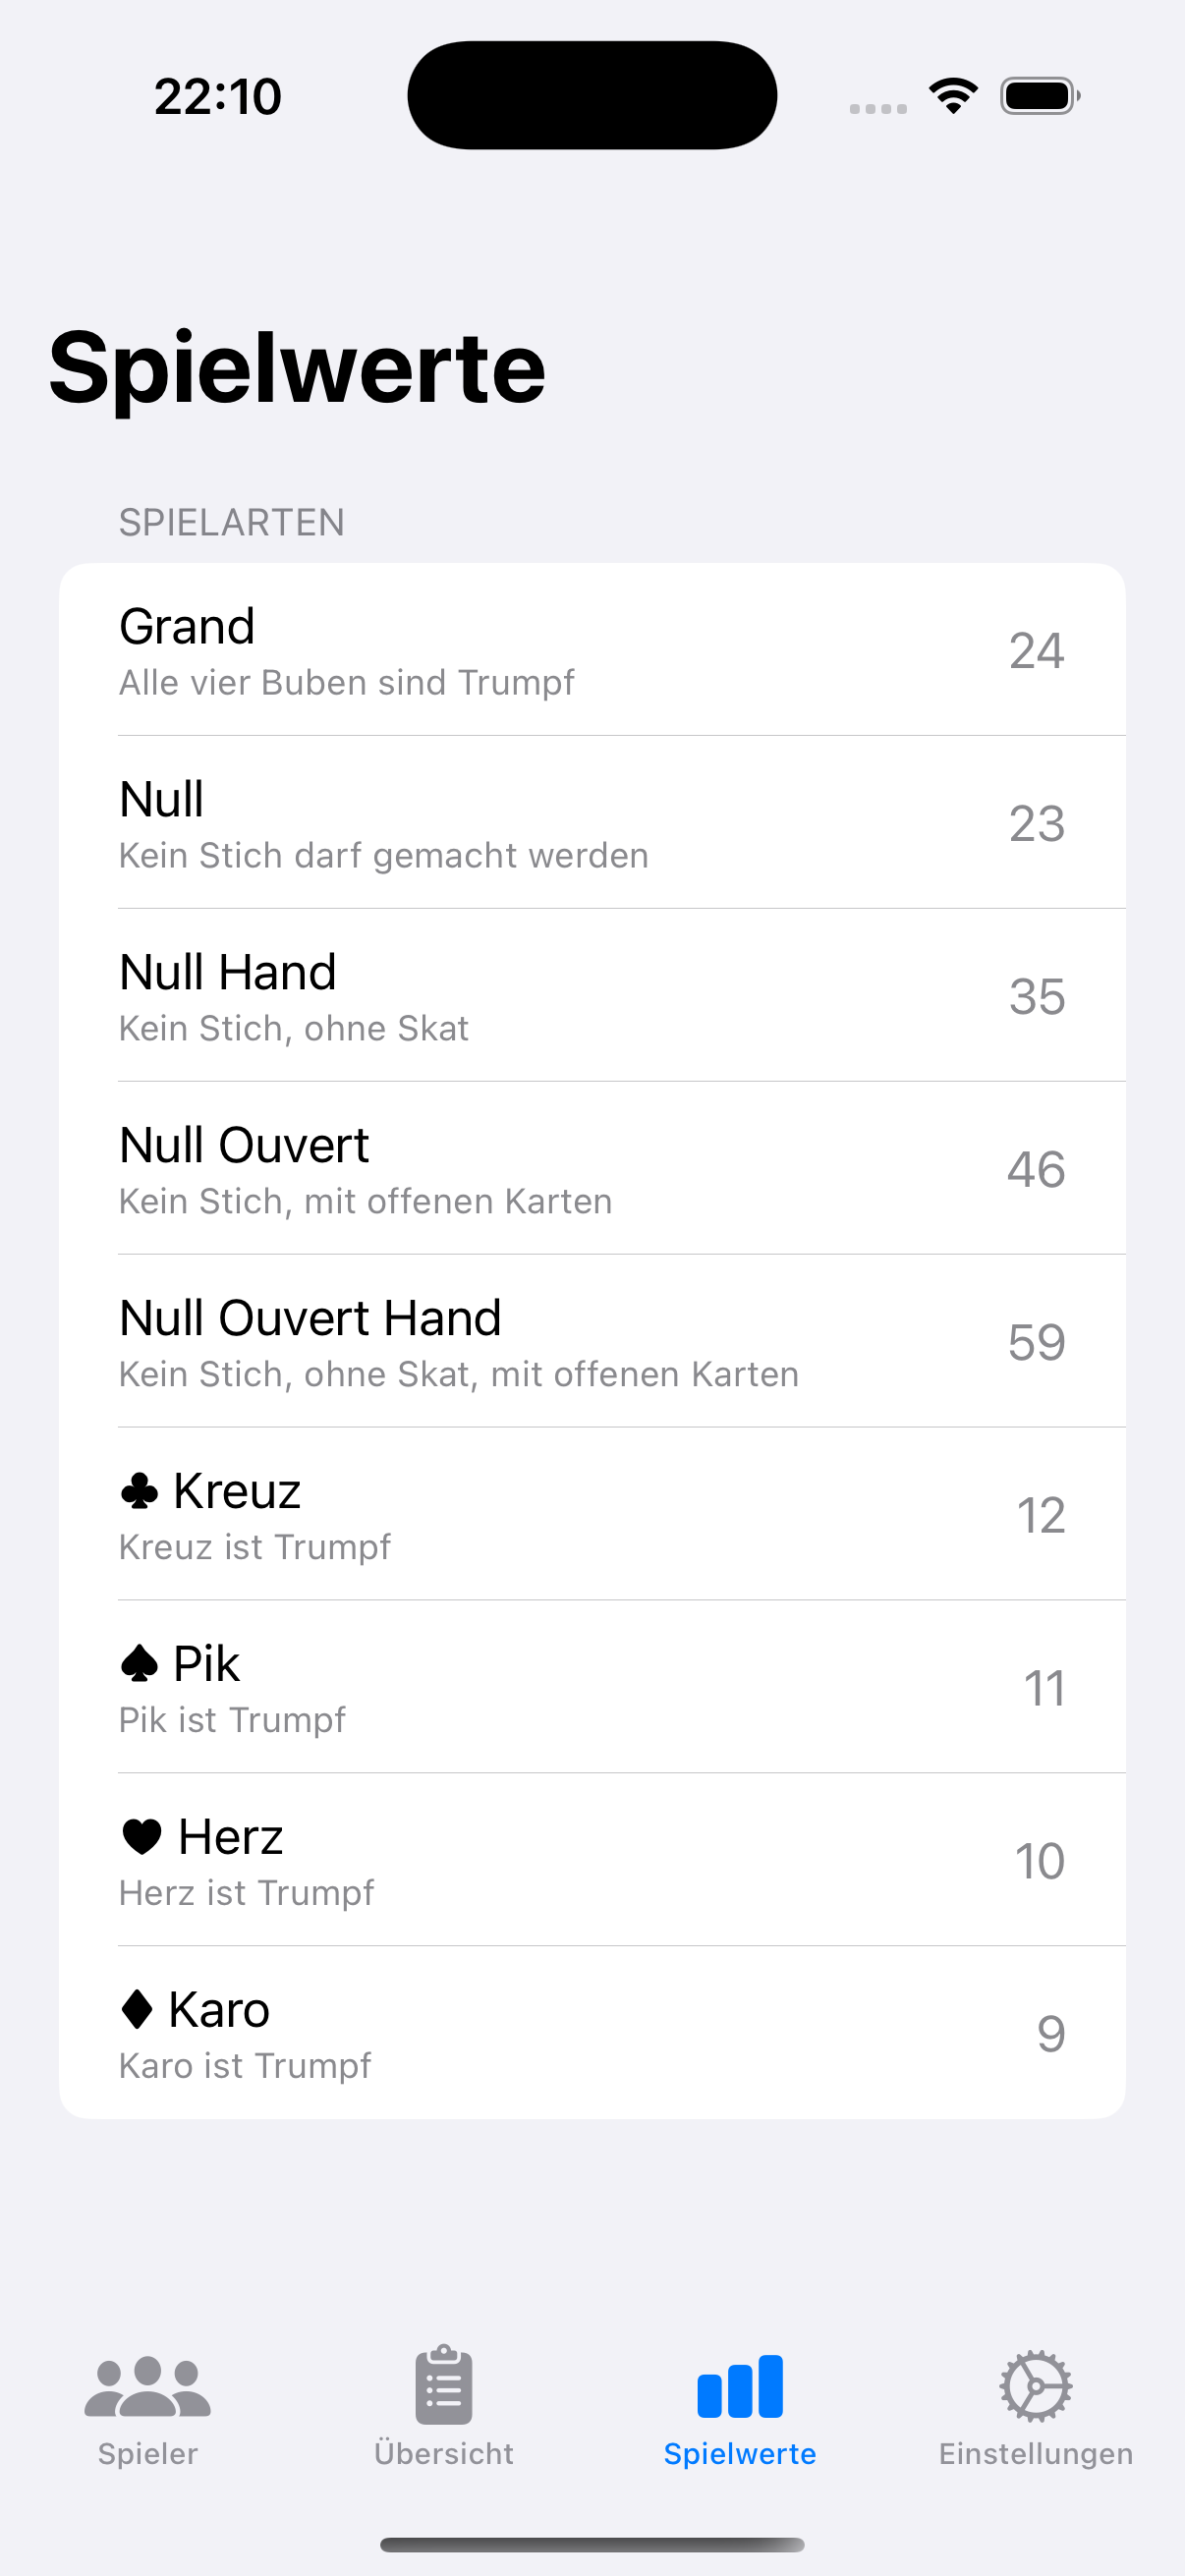 22:10
Spielwerte
SPIELARTEN
Grand
Alle vier Buben sind Trumpf
24
Null
Kein Stich darf gemacht werden
23
Null Hand
Kein Stich, ohne Skat
35
Null Ouvert
Kein Stich, mit offenen Karten
46
Null Ouvert Hand
Kein Stich, ohne Skat, mit offenen Karten
59
♣ Kreuz
Kreuz ist Trumpf
12
♠ Pik
Pik ist Trumpf
11
♥ Herz
Herz ist Trumpf
10
♦ Karo
Karo ist Trumpf
9
Spieler
Übersicht
Spielwerte
Einstellungen